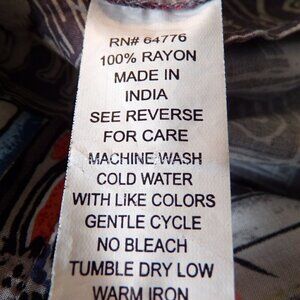 RN# 64776
100% RAYON
MADE IN
INDIA
SEE REVERSE
FOR CARE
MACHINE WASH
COLD WATER
WITH LIKE COLORS
GENTLE CYCLE
NO BLEACH
TUMBLE DRY LOW
WARM IRON